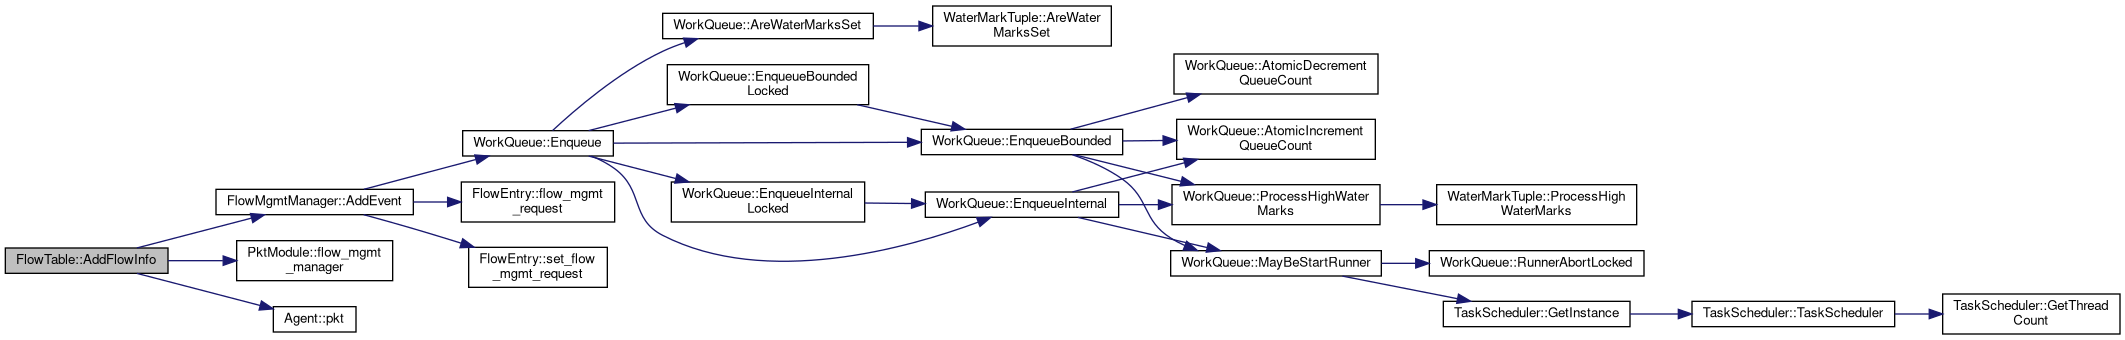 FlowTable::AddFlowInfo
FlowMgmtManager::AddEvent
PktModule::flow_mgmt
_manager
Agent::pkt
WorkQueue::Enqueue
FlowEntry::flow_mgmt
_request
FlowEntry::set_flow
_mgmt_request
WorkQueue::AreWaterMarksSet
WorkQueue::EnqueueBounded
Locked
WorkQueue::EnqueueInternal
Locked
WaterMarkTuple::AreWater
MarksSet
WorkQueue::EnqueueBounded
WorkQueue::EnqueueInternal
WorkQueue::AtomicDecrement
QueueCount
WorkQueue::AtomicIncrement
QueueCount
WorkQueue::ProcessHighWater
Marks
WorkQueue::MayBeStartRunner
WaterMarkTuple::ProcessHigh
WaterMarks
WorkQueue::RunnerAbortLocked
TaskScheduler::GetInstance
TaskScheduler::TaskScheduler
TaskScheduler::GetThread
Count